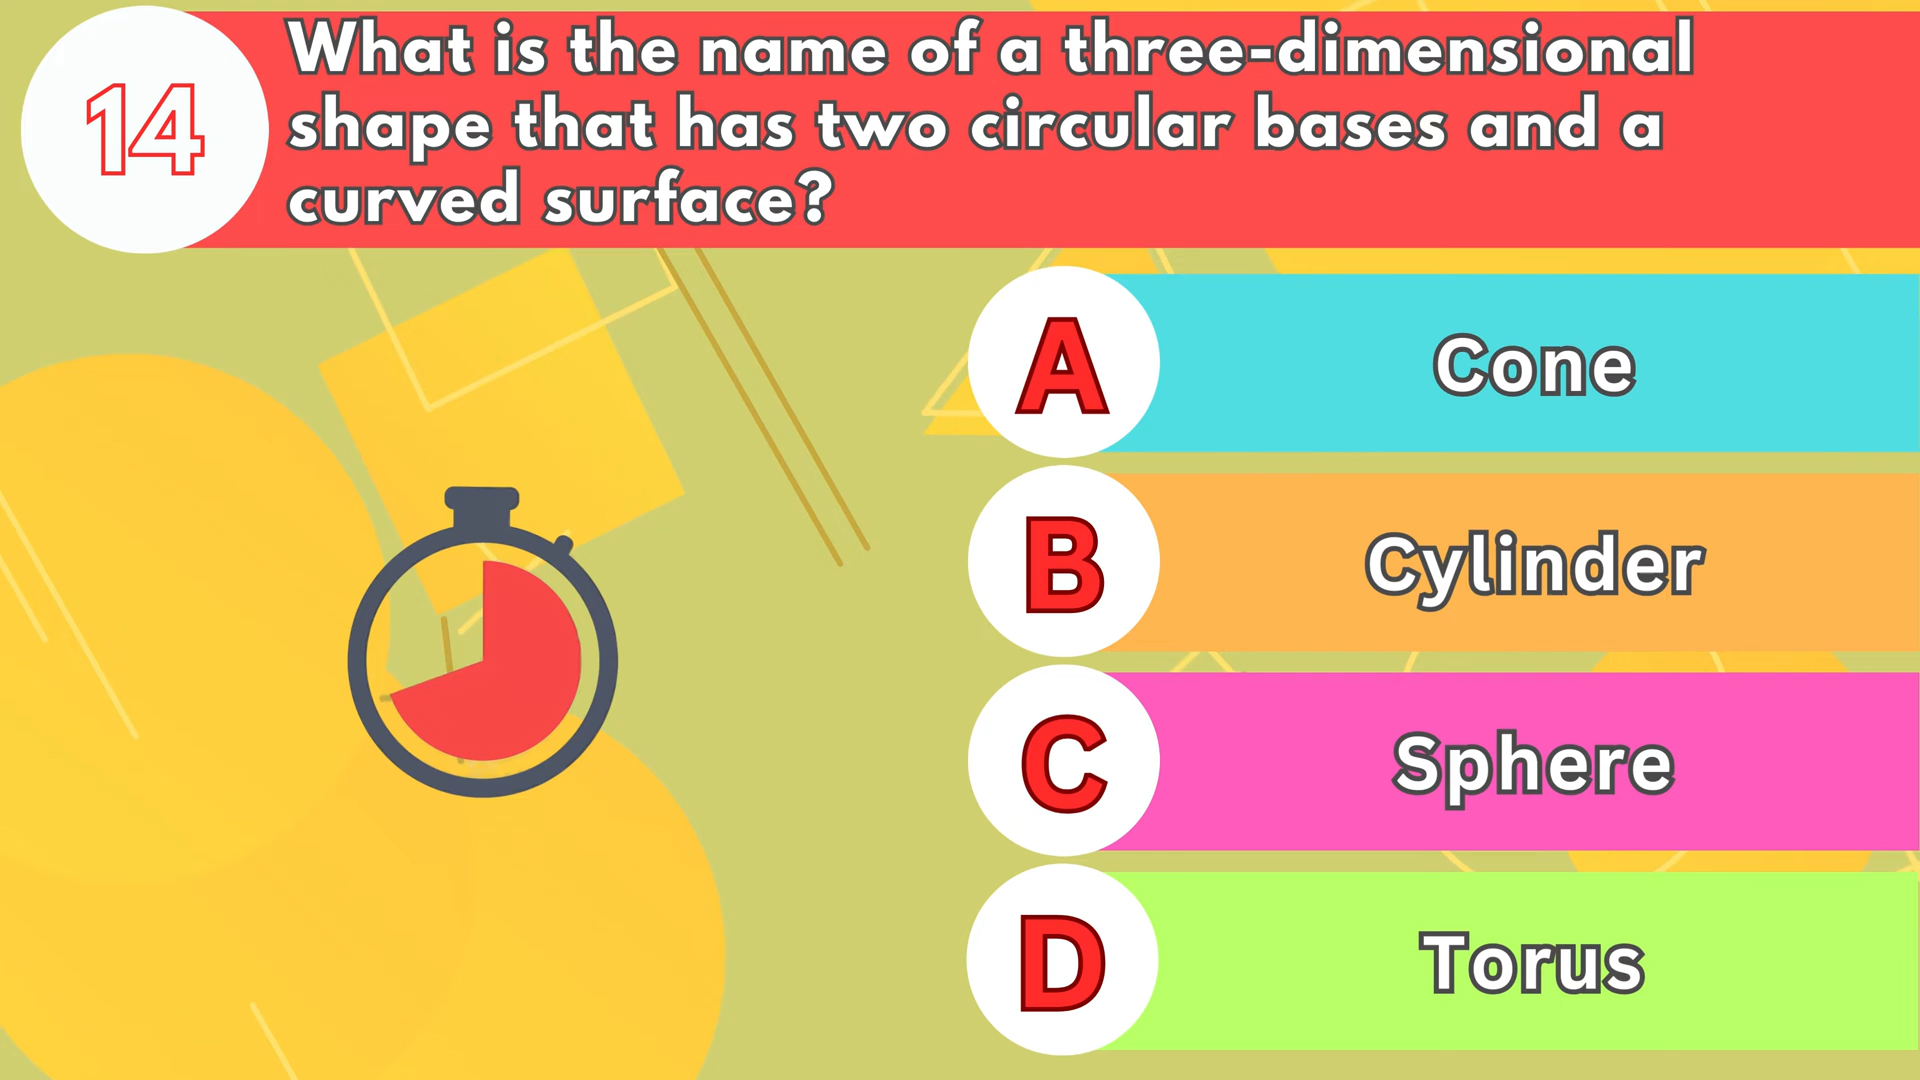 14
What is the name of a three-dimensional
shape that has two circular bases and a
curved surface?
A
Cone
B
Cylinder
C
Sphere
D
Torus